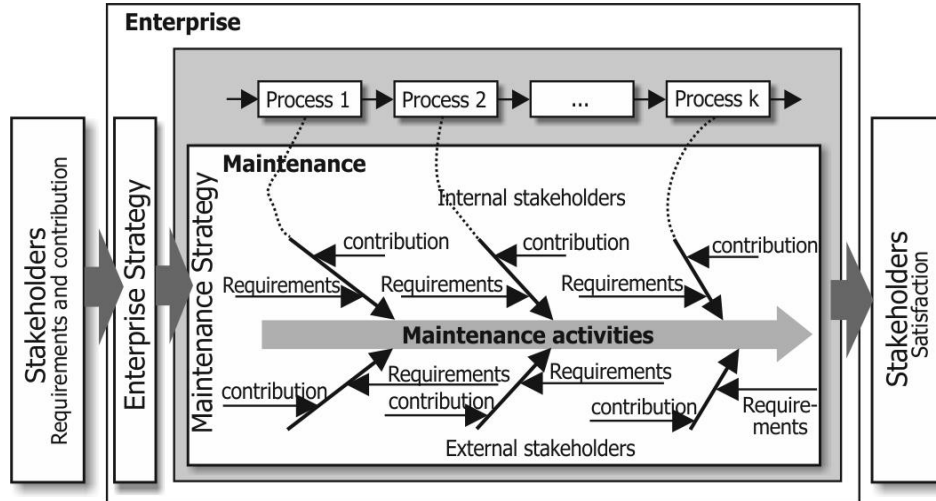 Enterprise
Process 1
Process 2
...
Process k
Stakeholders
Requirements and contribution
Enterprise Strategy
Maintenance Strategy
Maintenance
Internal stakeholders
contribution
contribution
contribution
Requirements
Requirements
Requirements
Maintenance activities
Requirements
Requirements
contribution
contribution
contribution
Require-
ments
External stakeholders
Stakeholders
Satisfaction